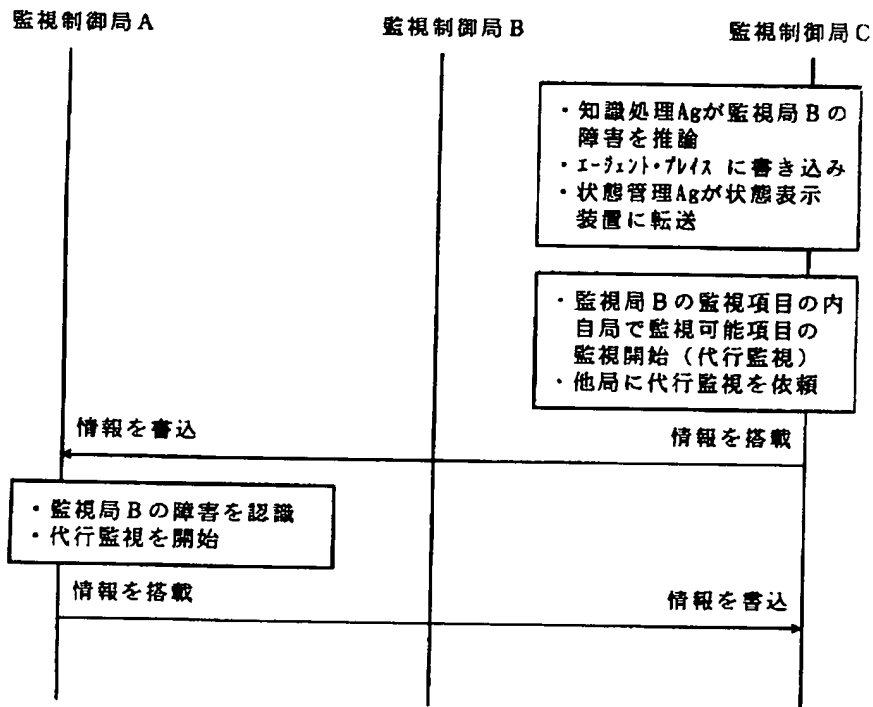 監視制御局A
監視制御局B
監視制御局C
・知識処理Agが監視局Bの
障害を推論
・エージェント・プレイス に書き込み
・状態管理Agが状態表示
装置に転送
・監視局Bの監視項目の内
自局で監視可能項目の
監視開始（代行監視）
・他局に代行監視を依頼
情報を書込
情報を搭載
・監視局Bの障害を認識
・代行監視を開始
情報を搭載
情報を書込